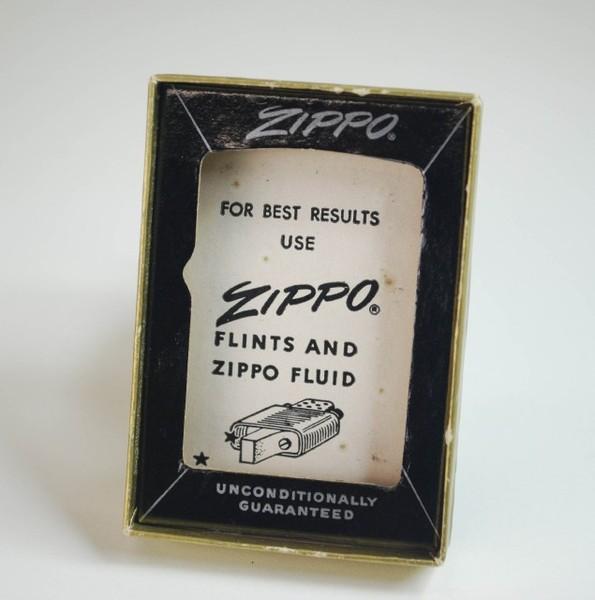 ZIPPO®
FOR BEST RESULTS
USE
ZIPPO®
FLINTS AND
ZIPPO FLUID
UNCONDITIONALLY
GUARANTEED